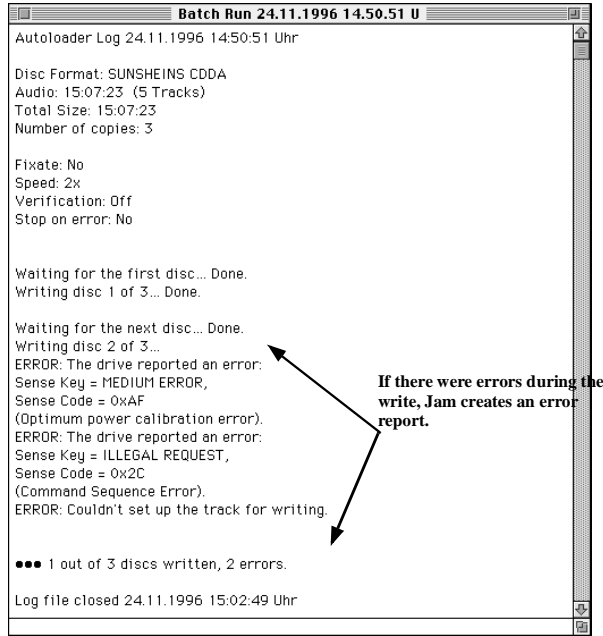 Batch Run 24.11.1996 14.50.51 U
Autoloader Log 24.11.1996 14:50:51 Uhr
Disc Format: SUNSHEINS CDDA
Audio: 15:07:23 (5 Tracks)
Total Size: 15:07:23
Number of copies: 3
Fixate: No
Speed: 2x
Verification: Off
Stop on error: No
Waiting for the first disc... Done.
Writing disc 1 of 3... Done.
Waiting for the next disc... Done.
Writing disc 2 of 3...
ERROR: The drive reported an error:
Sense Key = MEDIUM ERROR,
Sense Code = 0xAF
(Optimum power calibration error).
ERROR: The drive reported an error:
Sense Key = ILLEGAL REQUEST,
Sense Code = 0x2C
(Command Sequence Error).
ERROR: Couldn't set up the track for writing.
If there were errors during the
write, Jam creates an error
report.
●●● 1 out of 3 discs written, 2 errors.
Log file closed 24.11.1996 15:02:49 Uhr